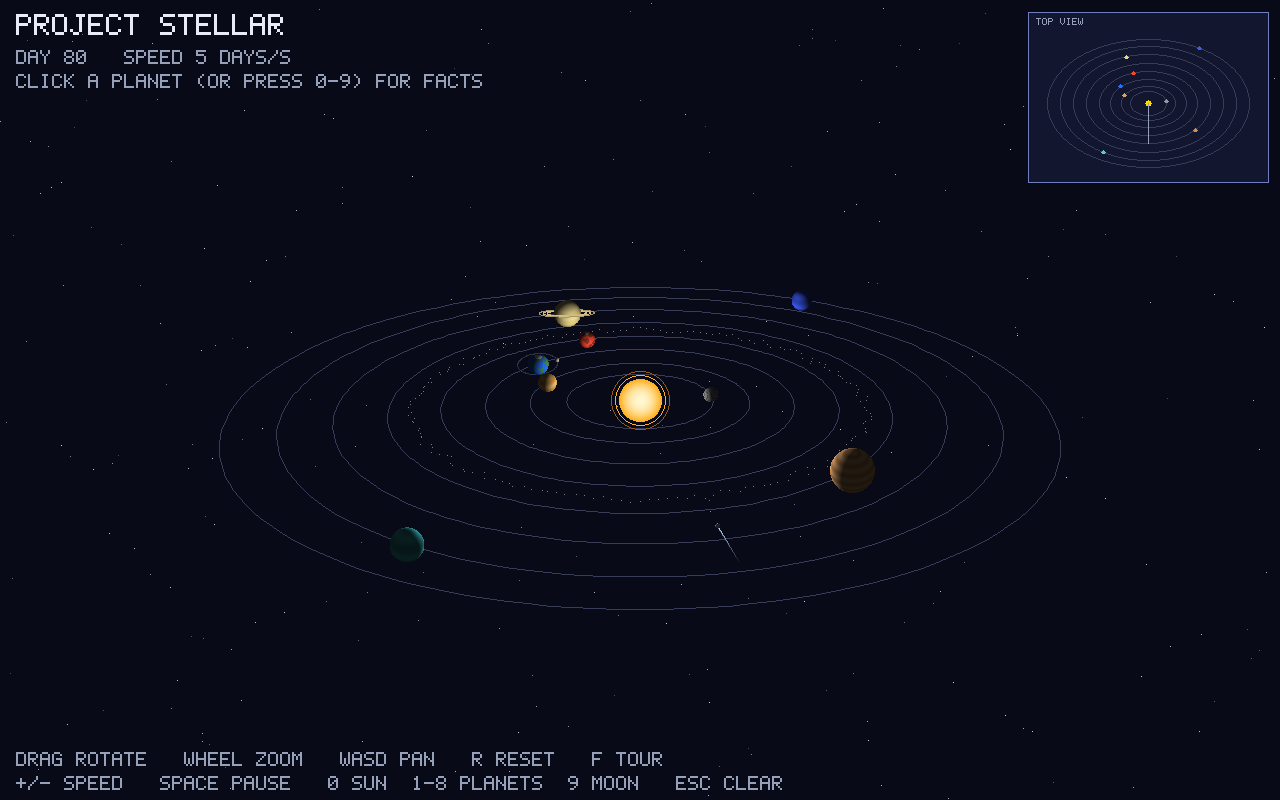 PROJECT STELLAR
DAY 80 SPEED 5 DAYS/S
CLICK A PLANET (OR PRESS 0-9) FOR FACTS
TOP VIEW
DRAG ROTATE WHEEL ZOOM WASD PAN R RESET F TOUR
+/- SPEED SPACE PAUSE 0 SUN 1-8 PLANETS 9 MOON ESC CLEAR